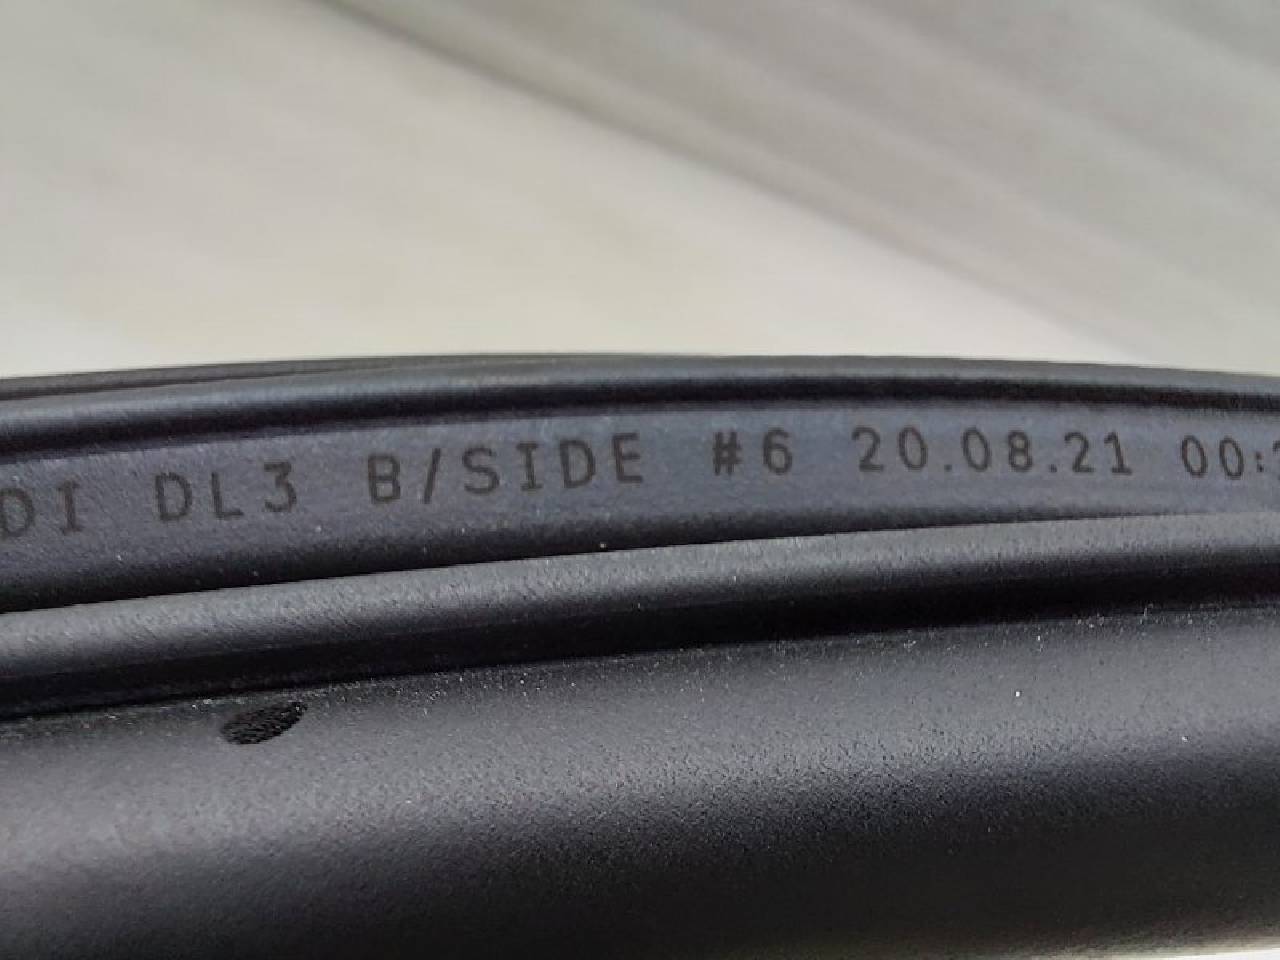 DI DL3 B/SIDE #6 20.08.21 00: